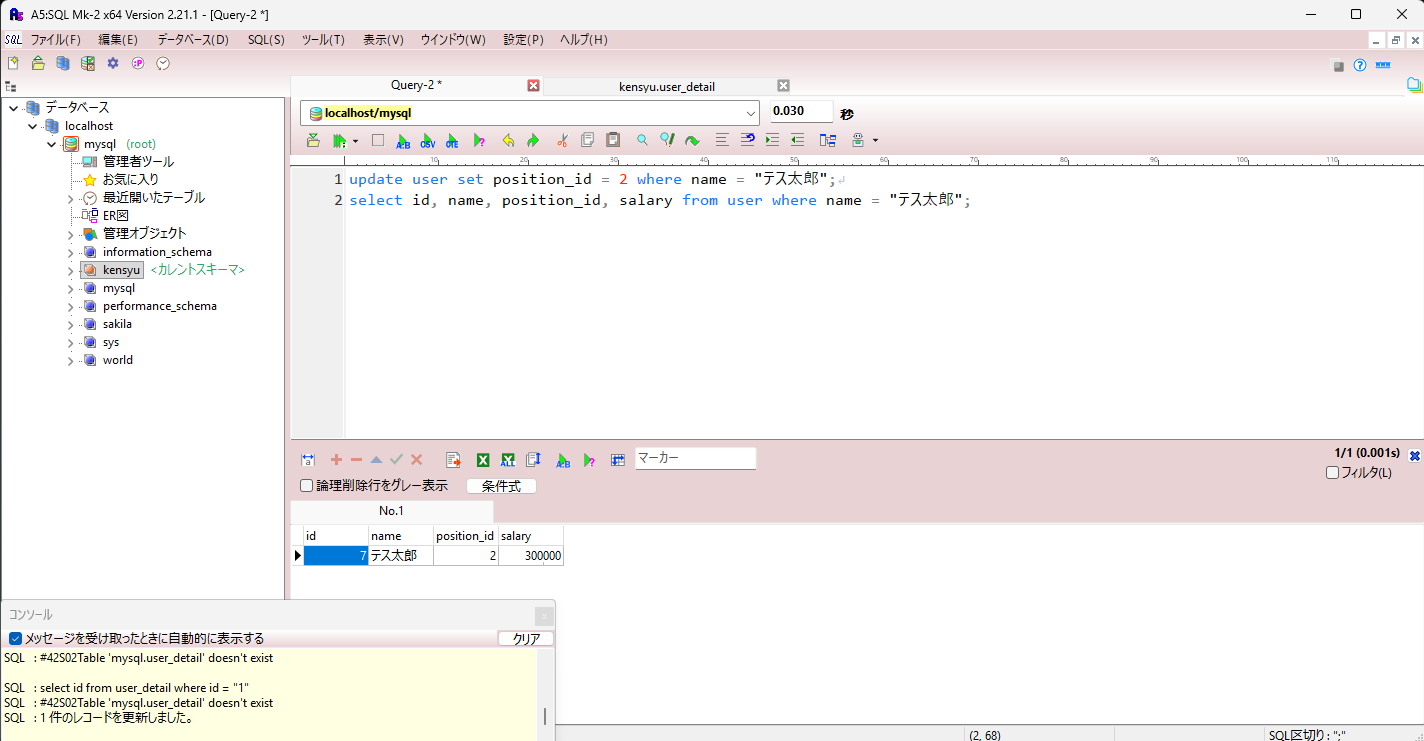 A5:SQL Mk-2 x64 Version 2.21.1 - [Query-2 *]
SQL ファイル(F) 編集(E) データベース(D) SQL(S) ツール(T) 表示(V) ウインドウ(W) 設定(P) ヘルプ(H)
Query-2 * kensyu.user_detail
localhost/mysql 0.030 秒
10 20 30 40 50 60 70 80 90 100 110
1 update user set position_id = 2 where name = "テス太郎";
2 select id, name, position_id, salary from user where name = "テス太郎";
データベース
localhost
mysql (root)
管理者ツール
お気に入り
最近開いたテーブル
ER図
管理オブジェクト
information_schema
kensyu <カレントスキーマ>
mysql
performance_schema
sakila
sys
world
マーカー 1/1 (0.001s)
フィルタ(L)
論理削除行をグレー表示 条件式
No.1
id name position_id salary
7 テス太郎 2 300000
コンソール
メッセージを受け取ったときに自動的に表示する クリア
SQL : #42S02Table 'mysql.user_detail' doesn't exist
SQL : select id from user_detail where id = "1"
SQL : #42S02Table 'mysql.user_detail' doesn't exist
SQL : 1 件のレコードを更新しました。
(2, 68) SQL区切り : ";"